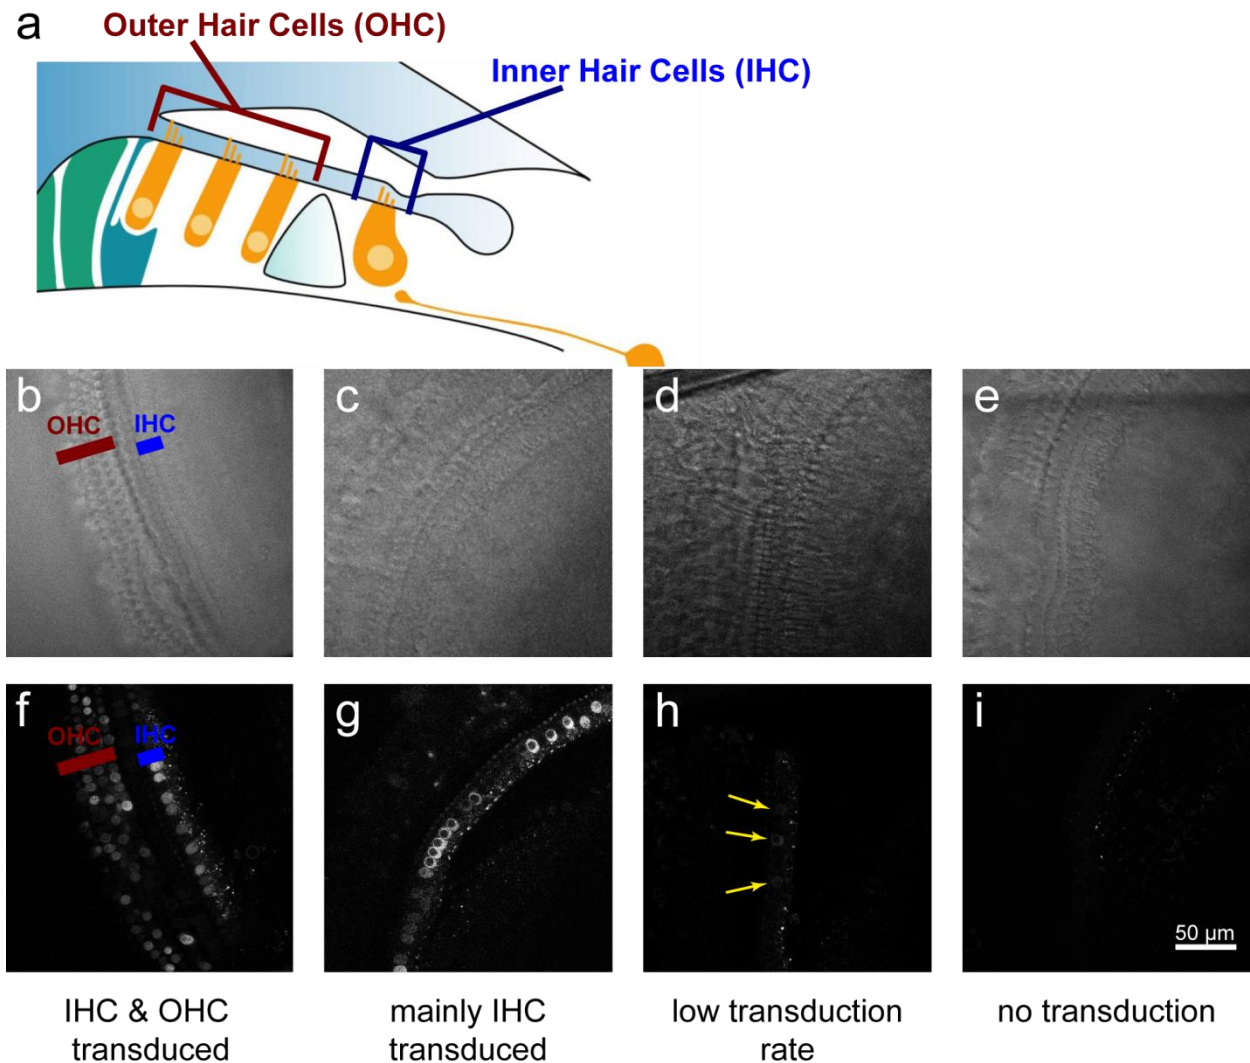 a
Outer Hair Cells (OHC)
Inner Hair Cells (IHC)
b
OHC
IHC
c
d
e
f
OHC
IHC
g
h
i
50 µm
IHC & OHC
transduced
mainly IHC
transduced
low transduction
rate
no transduction